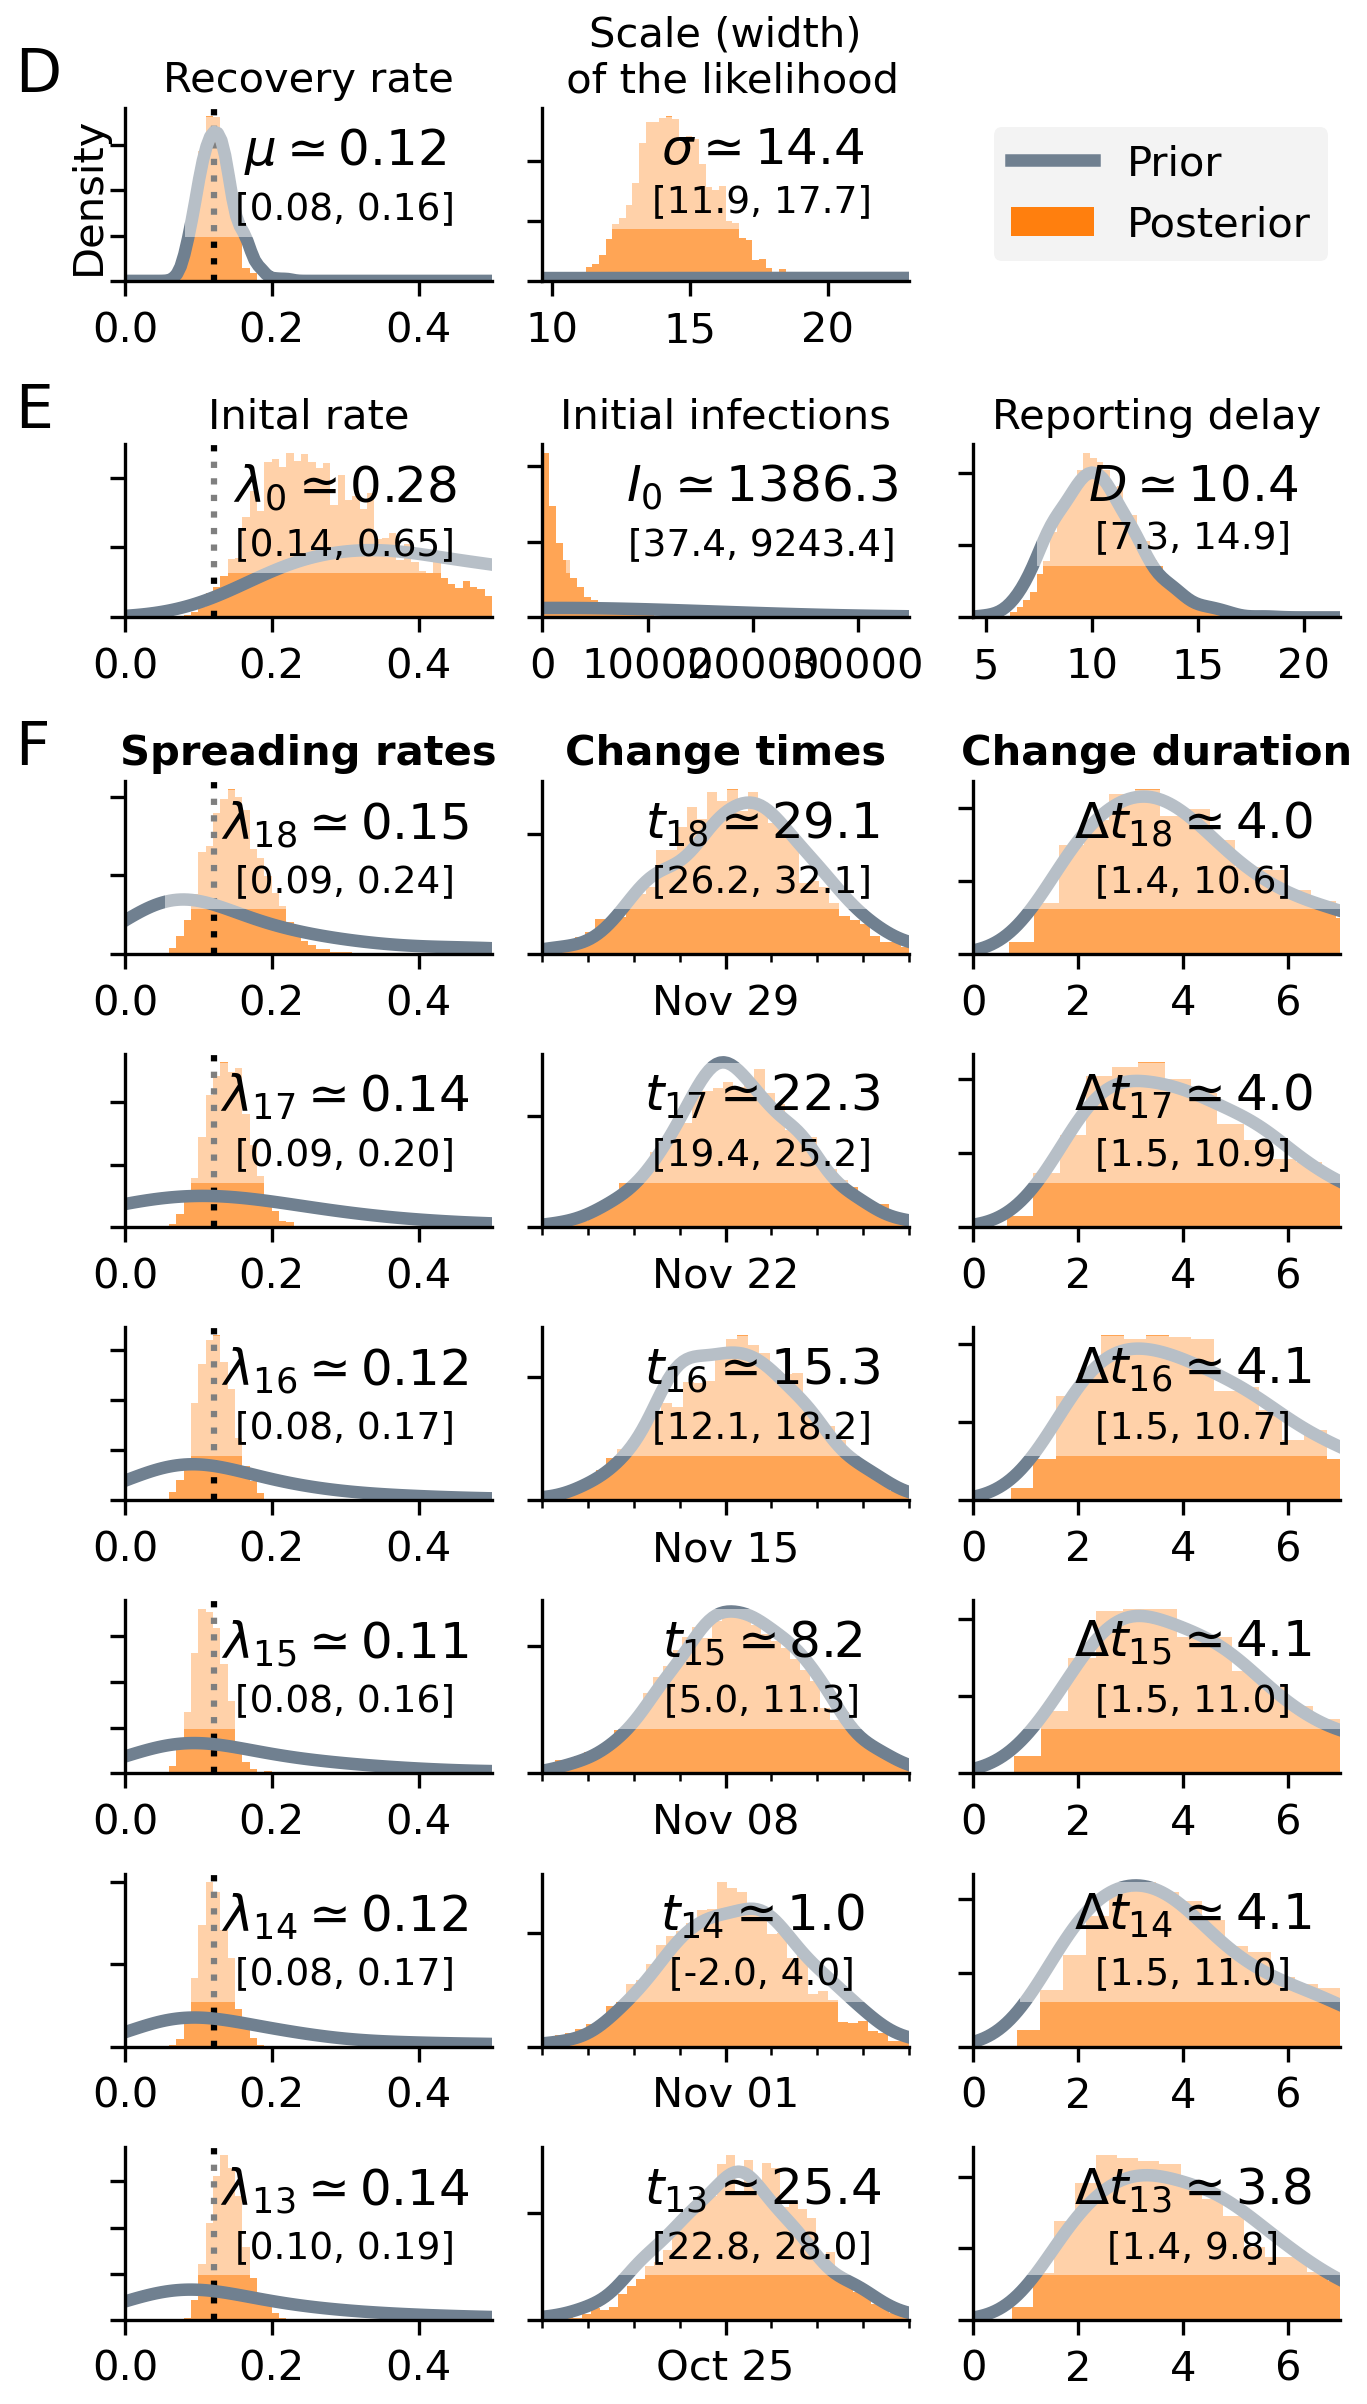 D
Recovery rate
Scale (width)
of the likelihood
Density
μ ≃ 0.12
[0.08, 0.16]
σ ≃ 14.4
[11.9, 17.7]
Prior
Posterior
0.0 0.2 0.4
10 15 20
E
Inital rate
Initial infections
Reporting delay
λ0 ≃ 0.28
[0.14, 0.65]
I0 ≃ 1386.3
[37.4, 9243.4]
D ≃ 10.4
[7.3, 14.9]
0.0 0.2 0.4
0 10000 20000 30000
5 10 15 20
F
Spreading rates
Change times
Change duration
λ18 ≃ 0.15
[0.09, 0.24]
t18 ≃ 29.1
[26.2, 32.1]
Δt18 ≃ 4.0
[1.4, 10.6]
0.0 0.2 0.4
Nov 29
0 2 4 6
λ17 ≃ 0.14
[0.09, 0.20]
t17 ≃ 22.3
[19.4, 25.2]
Δt17 ≃ 4.0
[1.5, 10.9]
0.0 0.2 0.4
Nov 22
0 2 4 6
λ16 ≃ 0.12
[0.08, 0.17]
t16 ≃ 15.3
[12.1, 18.2]
Δt16 ≃ 4.1
[1.5, 10.7]
0.0 0.2 0.4
Nov 15
0 2 4 6
λ15 ≃ 0.11
[0.08, 0.16]
t15 ≃ 8.2
[5.0, 11.3]
Δt15 ≃ 4.1
[1.5, 11.0]
0.0 0.2 0.4
Nov 08
0 2 4 6
λ14 ≃ 0.12
[0.08, 0.17]
t14 ≃ 1.0
[-2.0, 4.0]
Δt14 ≃ 4.1
[1.5, 11.0]
0.0 0.2 0.4
Nov 01
0 2 4 6
λ13 ≃ 0.14
[0.10, 0.19]
t13 ≃ 25.4
[22.8, 28.0]
Δt13 ≃ 3.8
[1.4, 9.8]
0.0 0.2 0.4
Oct 25
0 2 4 6